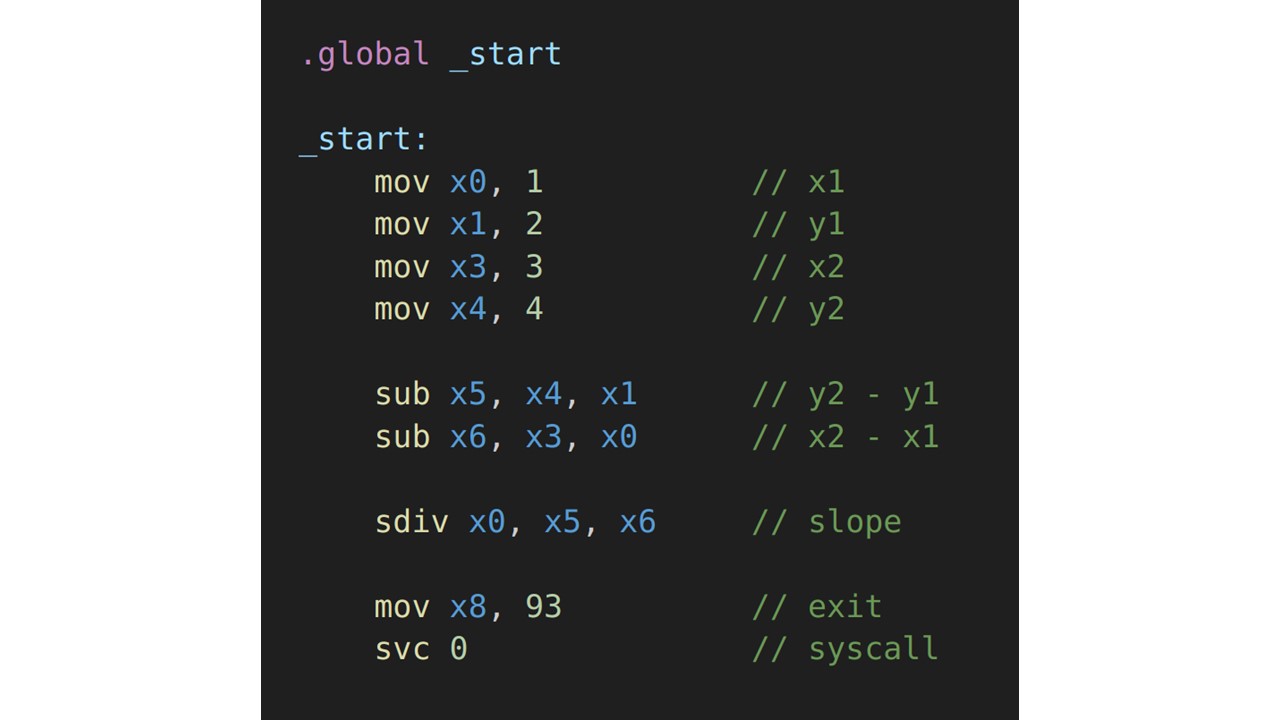 .global _start
_start:
    mov x0, 1           // x1
    mov x1, 2           // y1
    mov x3, 3           // x2
    mov x4, 4           // y2
    sub x5, x4, x1      // y2 - y1
    sub x6, x3, x0      // x2 - x1
    sdiv x0, x5, x6     // slope
    mov x8, 93          // exit
    svc 0               // syscall